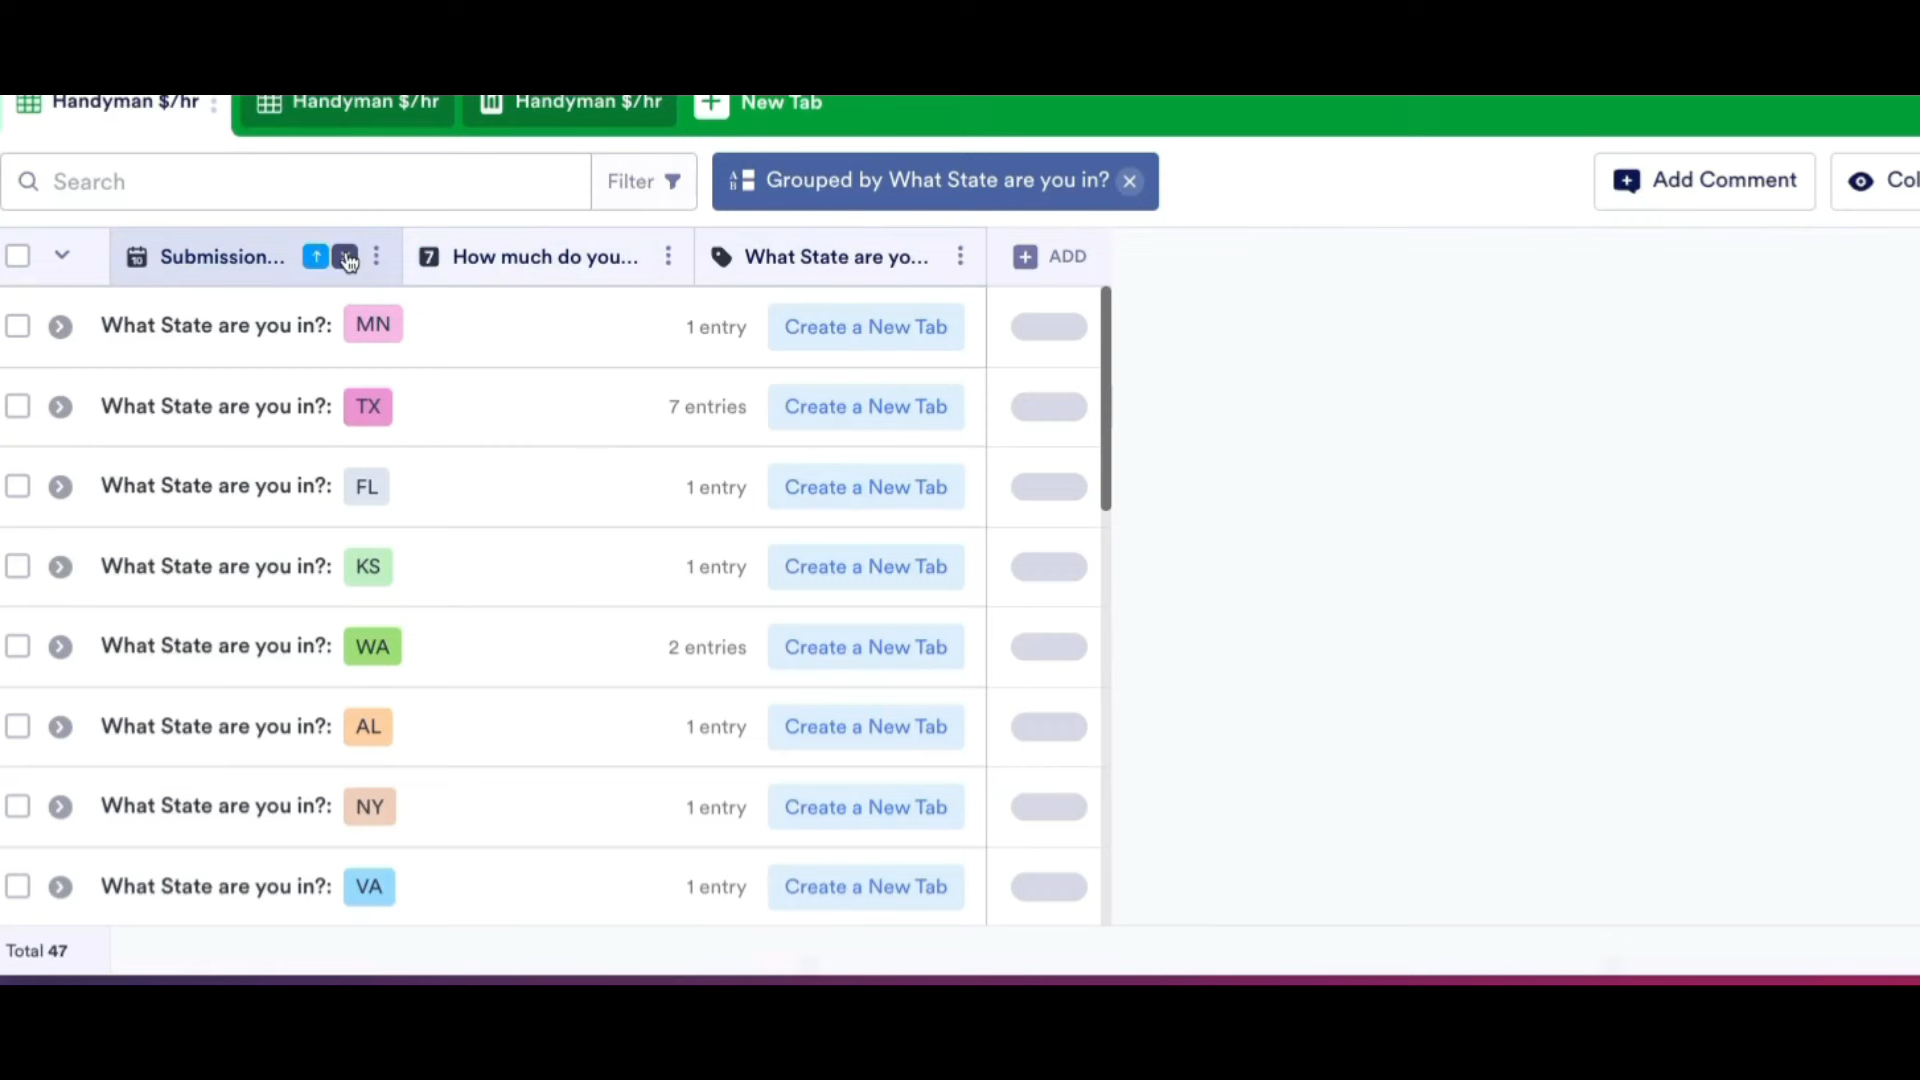 Handyman $/hr Handyman $/hr Handyman $/hr + New Tab
Search Filter Grouped by What State are you in? Add Comment Col
Submission... How much do you... What State are yo... ADD
What State are you in?: MN 1 entry Create a New Tab
What State are you in?: TX 7 entries Create a New Tab
What State are you in?: FL 1 entry Create a New Tab
What State are you in?: KS 1 entry Create a New Tab
What State are you in?: WA 2 entries Create a New Tab
What State are you in?: AL 1 entry Create a New Tab
What State are you in?: NY 1 entry Create a New Tab
What State are you in?: VA 1 entry Create a New Tab
Total 47